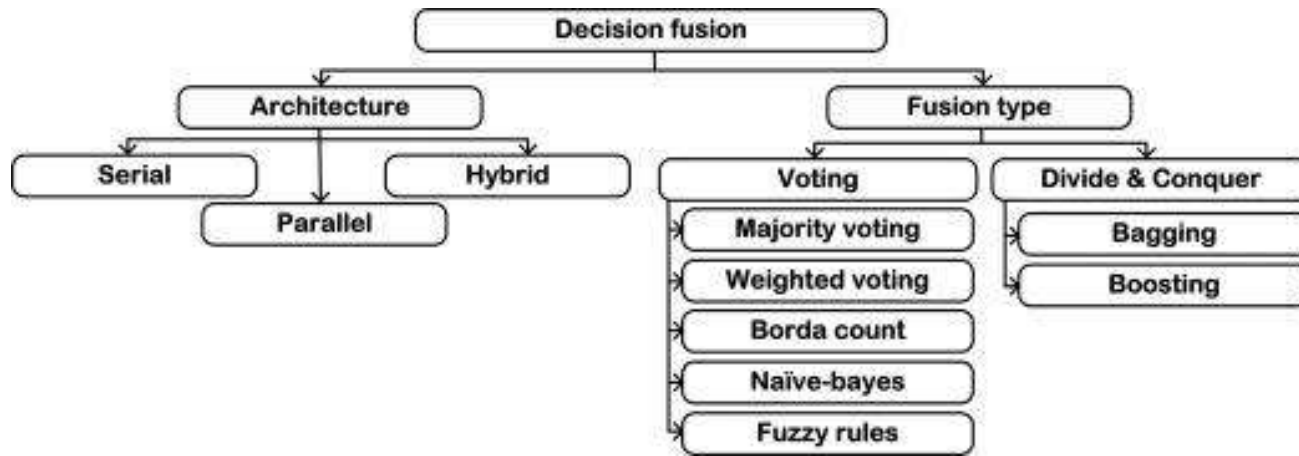 Decision fusion
Architecture
Fusion type
Serial
Hybrid
Parallel
Voting
Divide & Conquer
Majority voting
Bagging
Weighted voting
Boosting
Borda count
Naïve-bayes
Fuzzy rules